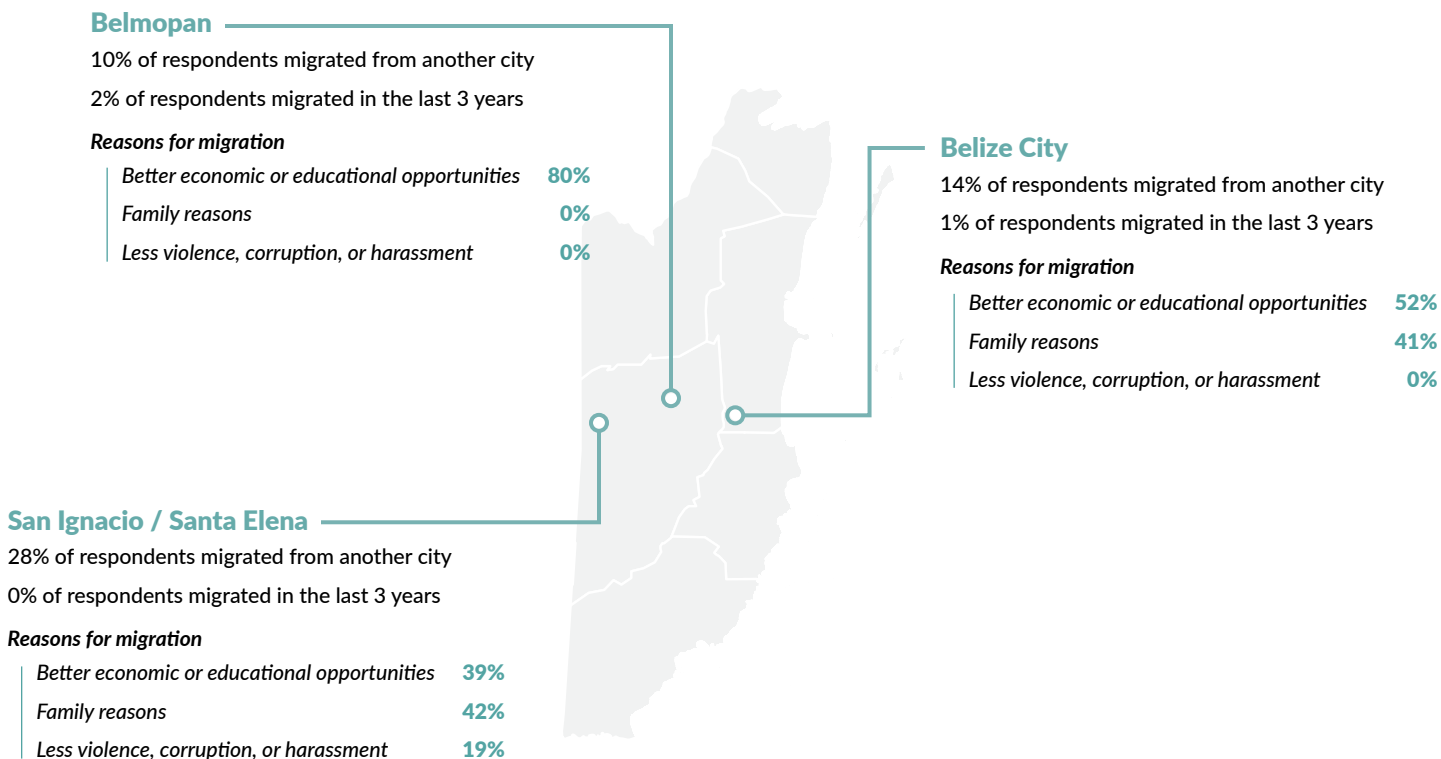 Belmopan
10% of respondents migrated from another city
2% of respondents migrated in the last 3 years
Reasons for migration
Better economic or educational opportunities 80%
Family reasons 0%
Less violence, corruption, or harassment 0%
Belize City
14% of respondents migrated from another city
1% of respondents migrated in the last 3 years
Reasons for migration
Better economic or educational opportunities 52%
Family reasons 41%
Less violence, corruption, or harassment 0%
San Ignacio / Santa Elena
28% of respondents migrated from another city
0% of respondents migrated in the last 3 years
Reasons for migration
Better economic or educational opportunities 39%
Family reasons 42%
Less violence, corruption, or harassment 19%